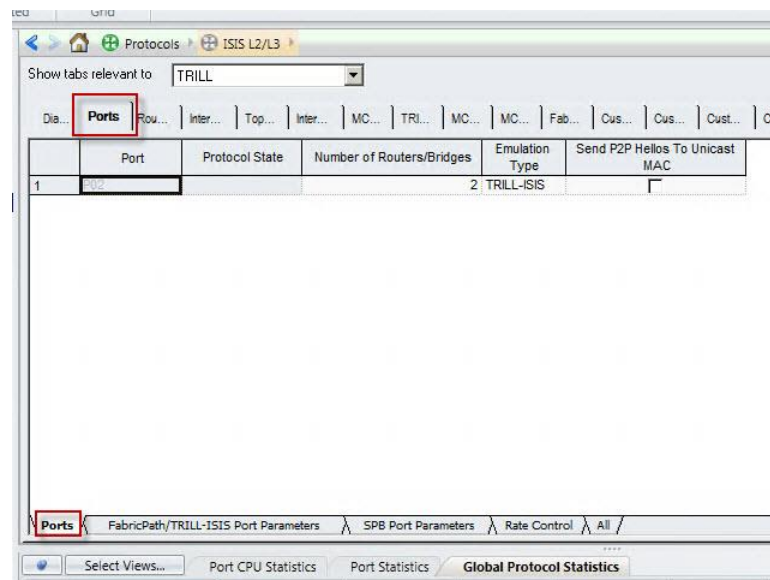 Grid
Protocols ISIS L2/L3
Show tabs relevant to TRILL
Dia... Ports Rou... Inter... Top... Inter... MC... TRI... MC... MC... Fab... Cus... Cus... Cust...
Port Protocol State Number of Routers/Bridges Emulation Type Send P2P Hellos To Unicast MAC
1 P02 2 TRILL-ISIS
Ports FabricPath/TRILL-ISIS Port Parameters SPB Port Parameters Rate Control All
Select Views... Port CPU Statistics Port Statistics Global Protocol Statistics